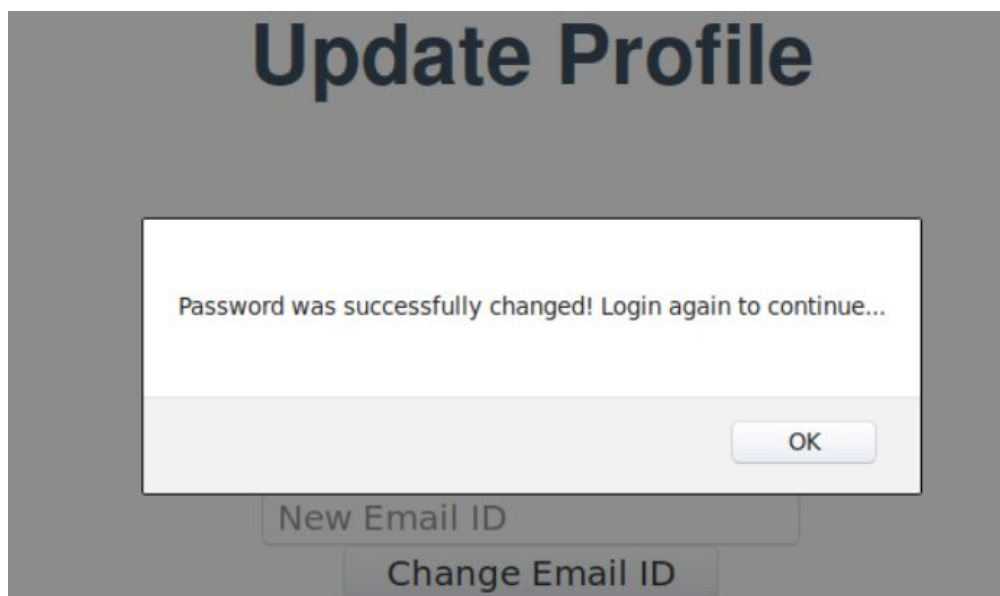 Update Profile
Password was successfully changed! Login again to continue...
OK
New Email ID
Change Email ID